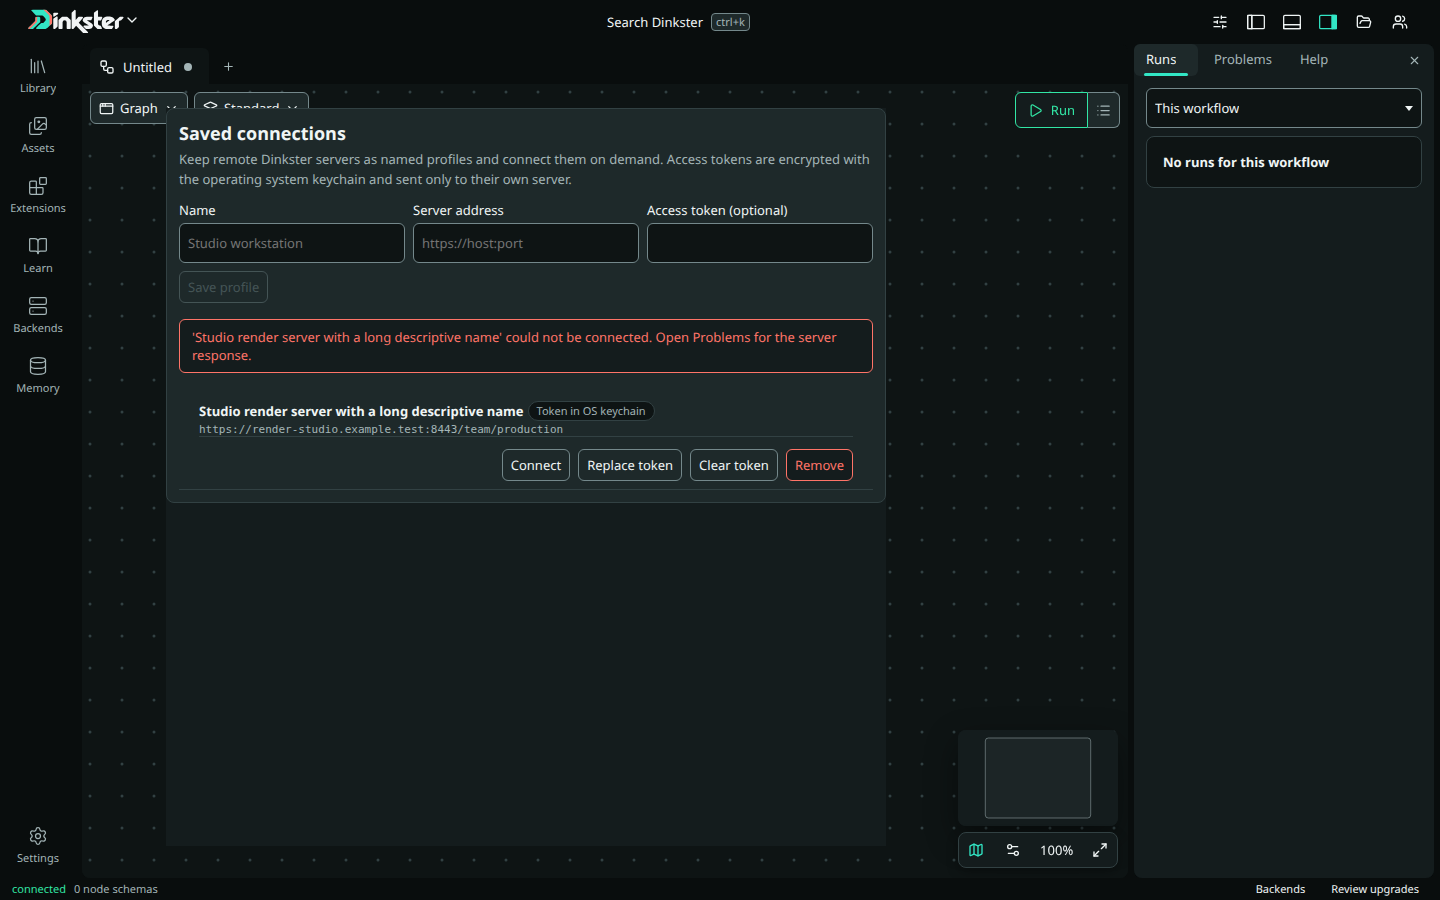 Dinkster
Search Dinkster ctrl+k
Library
Assets
Extensions
Learn
Backends
Memory
Settings
Untitled
Graph
Standard
Run
Saved connections
Keep remote Dinkster servers as named profiles and connect them on demand. Access tokens are encrypted with
the operating system keychain and sent only to their own server.
Name Server address Access token (optional)
Studio workstation https://host:port
Save profile
'Studio render server with a long descriptive name' could not be connected. Open Problems for the server
response.
Studio render server with a long descriptive name Token in OS keychain
https://render-studio.example.test:8443/team/production
Connect Replace token Clear token Remove
100%
Runs Problems Help
This workflow
No runs for this workflow
connected 0 node schemas
Backends Review upgrades